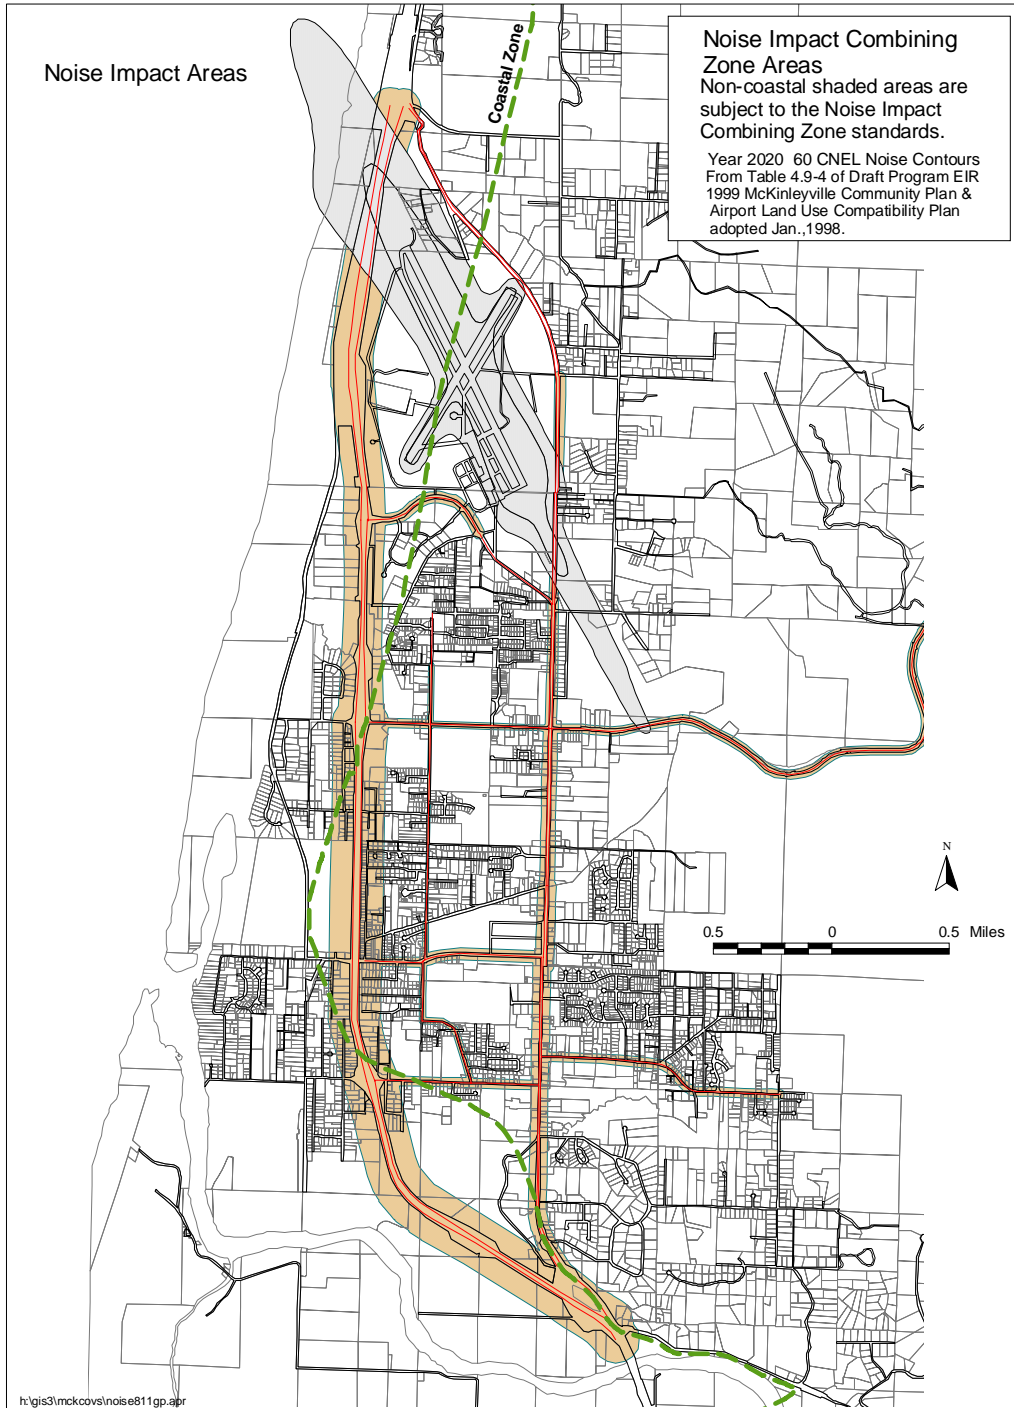 Noise Impact Areas
Coastal Zone
Noise Impact Combining
Zone Areas
Non-coastal shaded areas are
subject to the Noise Impact
Combining Zone standards.
Year 2020 60 CNEL Noise Contours
From Table 4.9-4 of Draft Program EIR
1999 McKinleyville Community Plan &
Airport Land Use Compatibility Plan
adopted Jan.,1998.
N
0.5 0 0.5 Miles
h:\gis3\mckcovs\noise811gp.apr